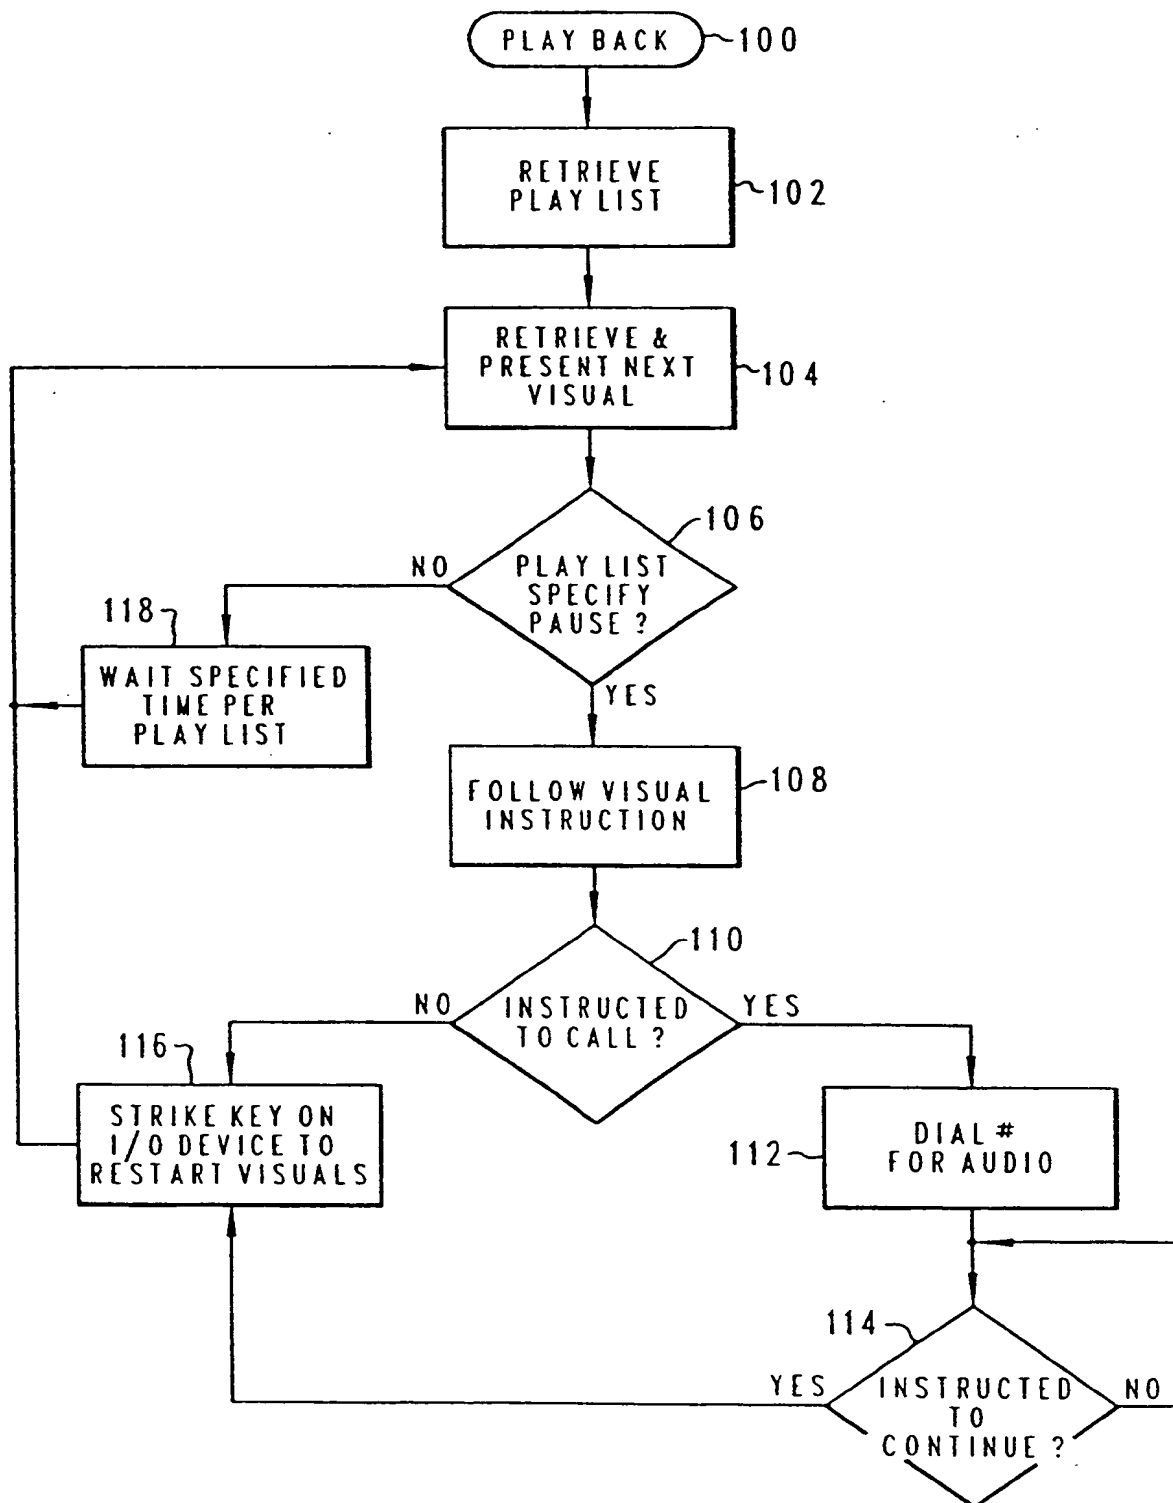 PLAY BACK
100
RETRIEVE
PLAY LIST
102
RETRIEVE &
PRESENT NEXT
VISUAL
104
106
PLAY LIST
SPECIFY
PAUSE ?
NO
118
WAIT SPECIFIED
TIME PER
PLAY LIST
YES
FOLLOW VISUAL
INSTRUCTION
108
110
INSTRUCTED
TO CALL ?
NO
YES
116
STRIKE KEY ON
I/O DEVICE TO
RESTART VISUALS
DIAL #
FOR AUDIO
112
114
YES
INSTRUCTED
TO
CONTINUE ?
NO